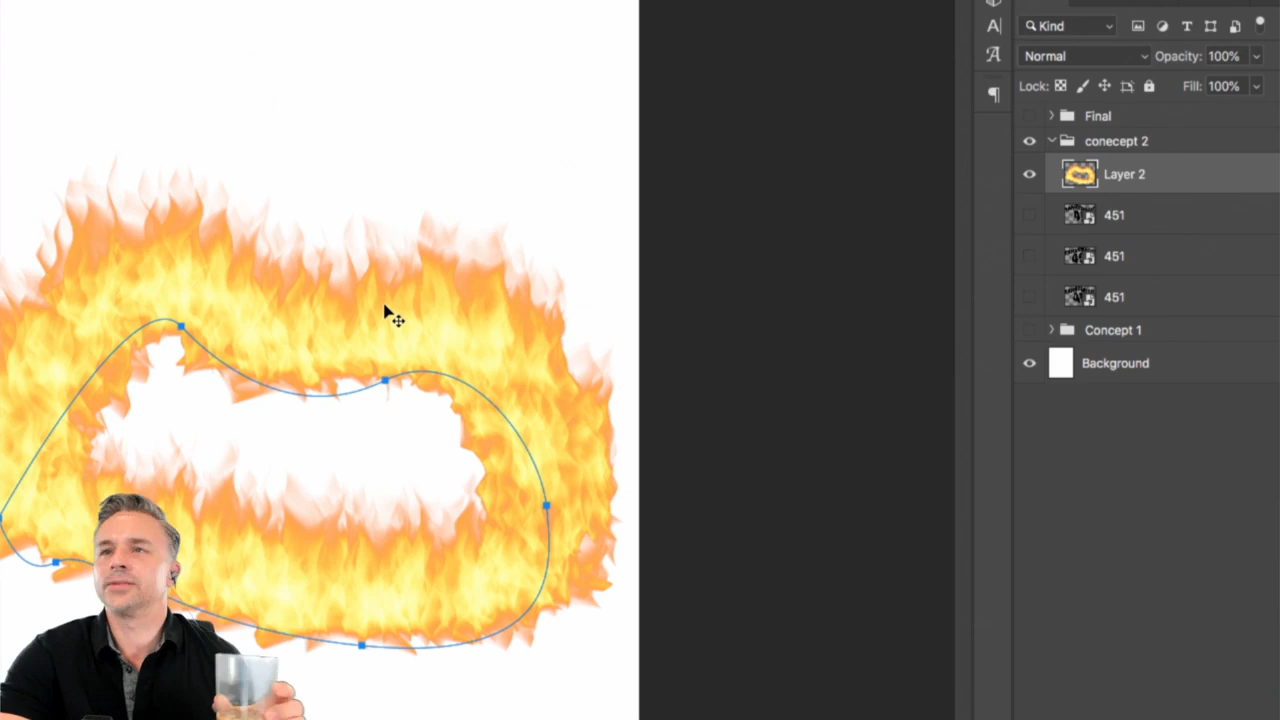 A|
A
¶
Kind
T
Normal Opacity: 100%
Lock: Fill: 100%
Final
conecept 2
Layer 2
451
451
451
Concept 1
Background